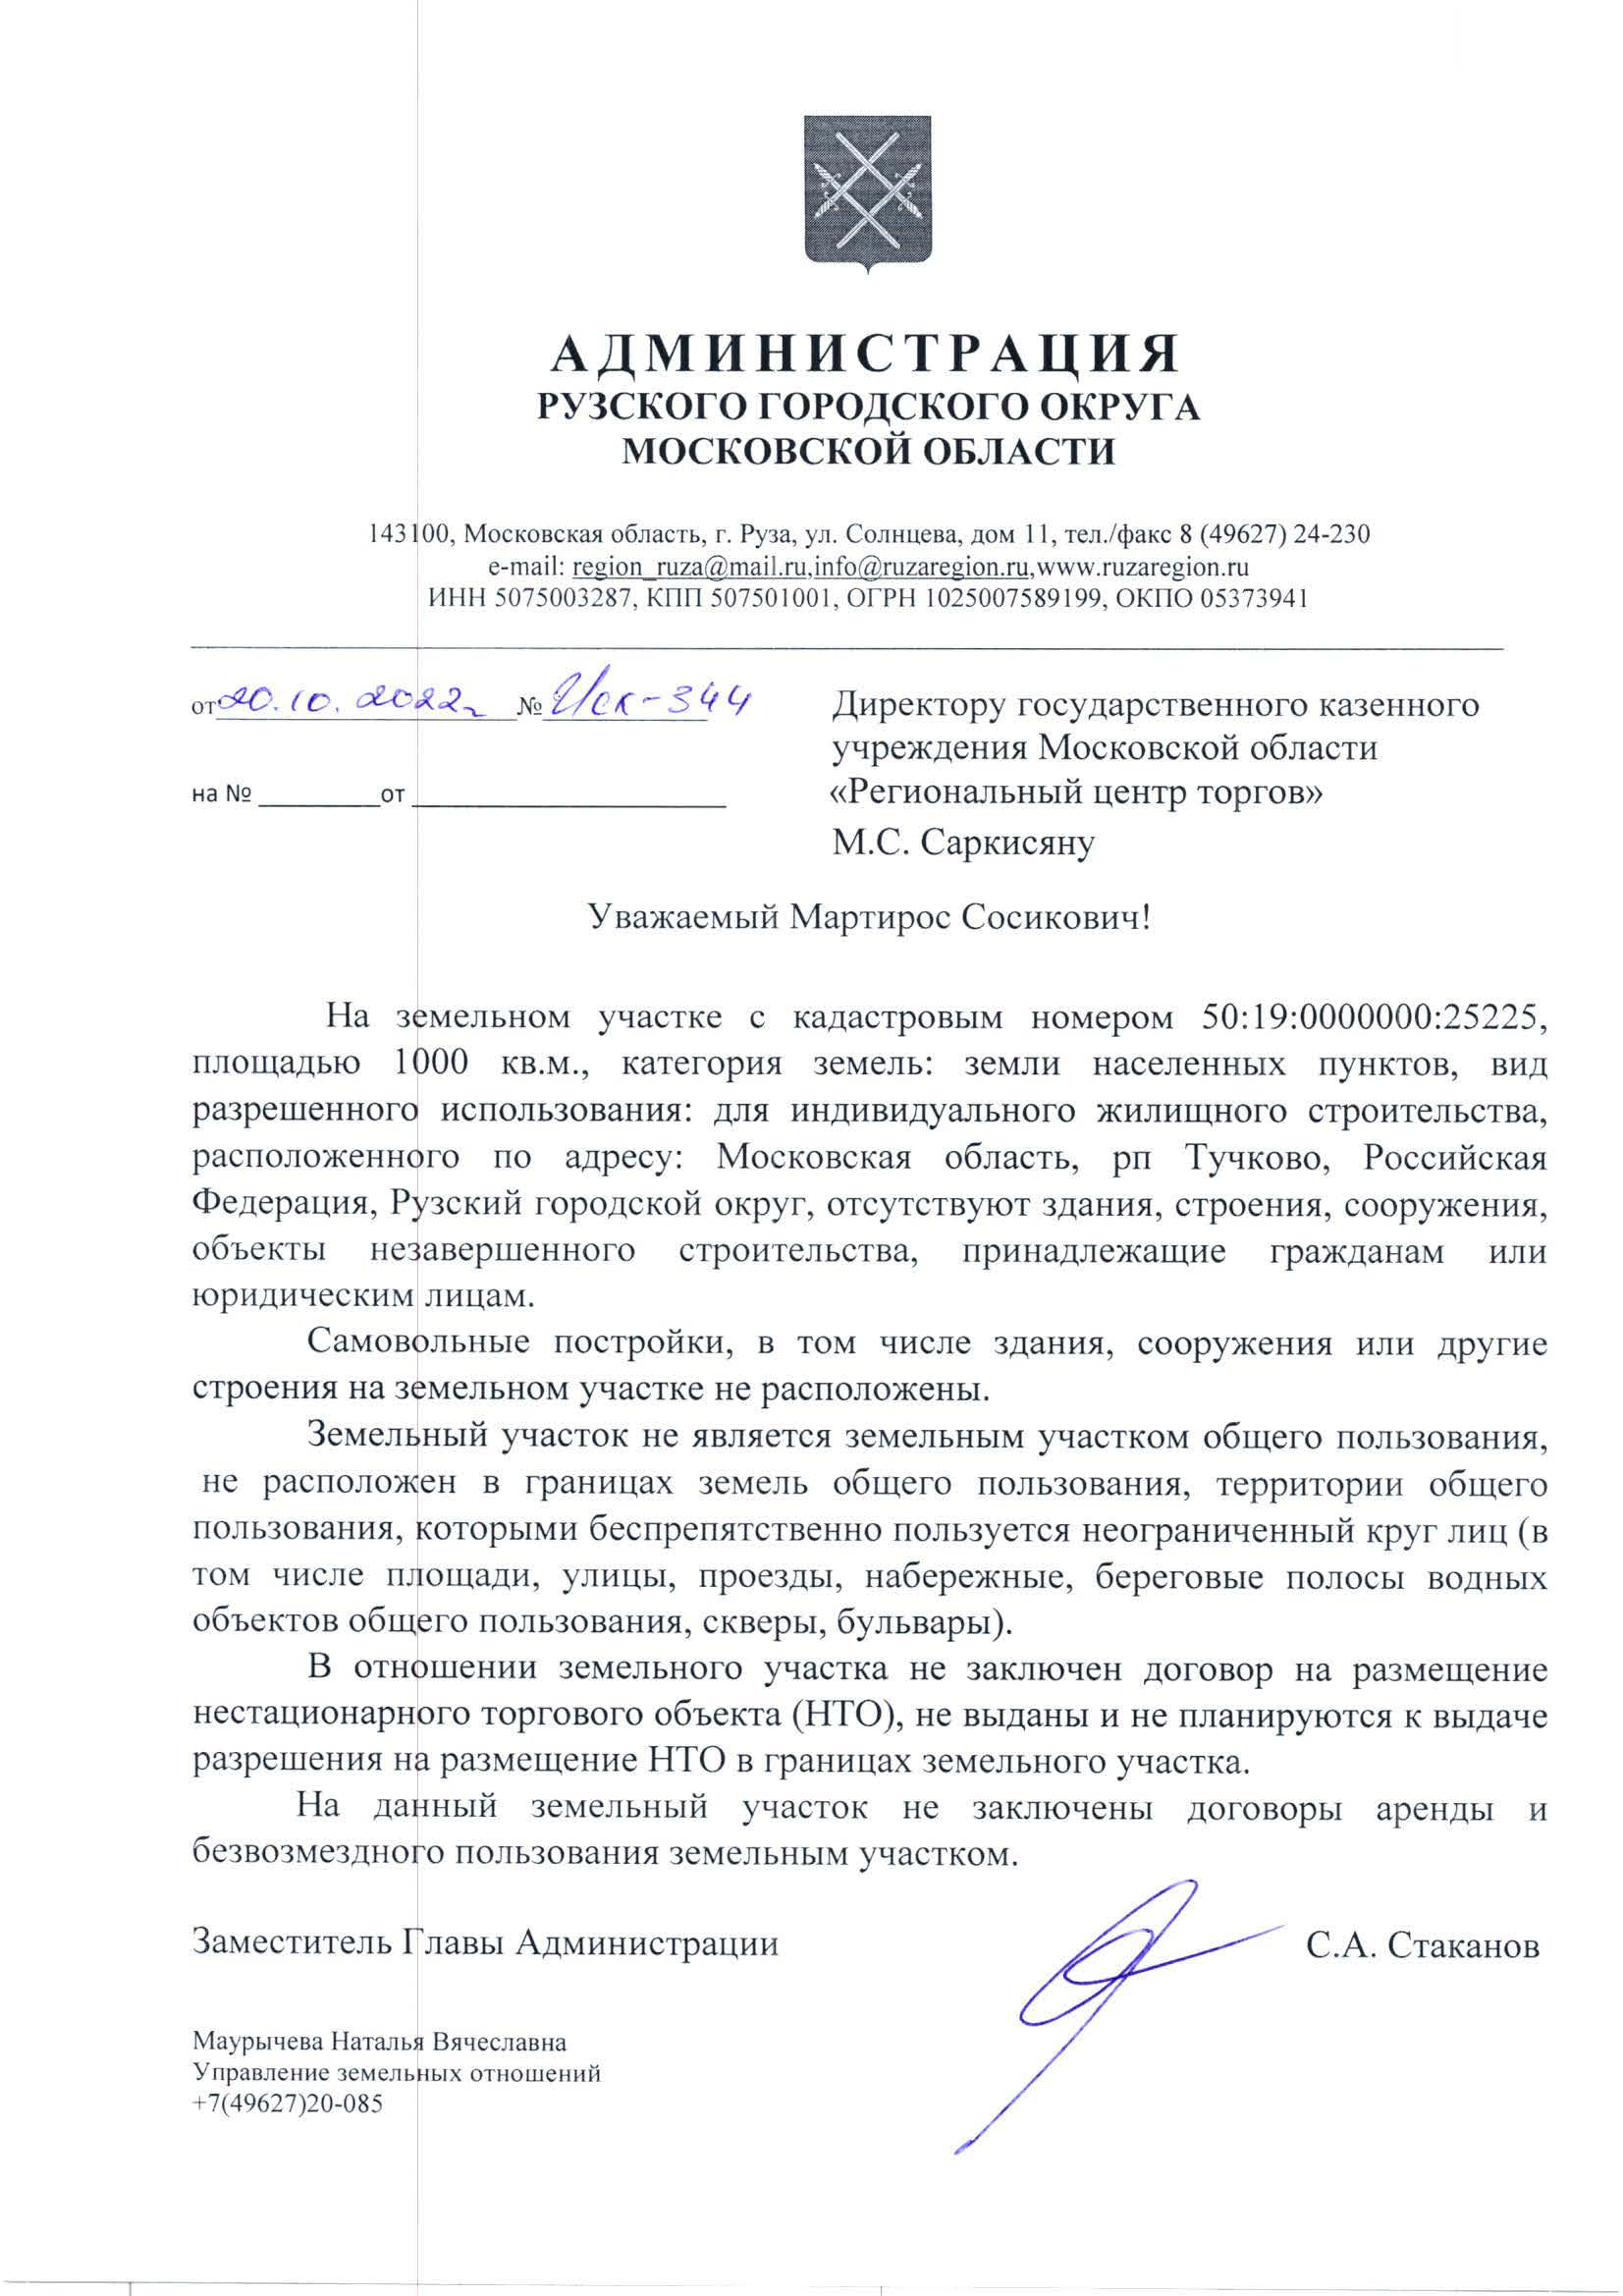 АДМИНИСТРАЦИЯ
РУЗСКОГО ГОРОДСКОГО ОКРУГА
МОСКОВСКОЙ ОБЛАСТИ
143100, Московская область, г. Руза, ул. Солнцева, дом 11, тел./факс 8 (49627) 24-230
e-mail: region_ruza@mail.ru,info@ruzaregion.ru,www.ruzaregion.ru
ИНН 5075003287, КПП 507501001, ОГРН 1025007589199, ОКПО 05373941
от 20.10.2022г № Исх-344
на № ________ от ________
Директору государственного казенного
учреждения Московской области
«Региональный центр торгов»
М.С. Саркисяну
Уважаемый Мартирос Сосикович!
На земельном участке с кадастровым номером 50:19:0000000:25225,
площадью 1000 кв.м., категория земель: земли населенных пунктов, вид
разрешенного использования: для индивидуального жилищного строительства,
расположенного по адресу: Московская область, рп Тучково, Российская
Федерация, Рузский городской округ, отсутствуют здания, строения, сооружения,
объекты незавершенного строительства, принадлежащие гражданам или
юридическим лицам.
Самовольные постройки, в том числе здания, сооружения или другие
строения на земельном участке не расположены.
Земельный участок не является земельным участком общего пользования,
не расположен в границах земель общего пользования, территории общего
пользования, которыми беспрепятственно пользуется неограниченный круг лиц (в
том числе площади, улицы, проезды, набережные, береговые полосы водных
объектов общего пользования, скверы, бульвары).
В отношении земельного участка не заключен договор на размещение
нестационарного торгового объекта (НТО), не выданы и не планируются к выдаче
разрешения на размещение НТО в границах земельного участка.
На данный земельный участок не заключены договоры аренды и
безвозмездного пользования земельным участком.
Заместитель Главы Администрации С.А. Стаканов
Маурычева Наталья Вячеславна
Управление земельных отношений
+7(49627)20-085